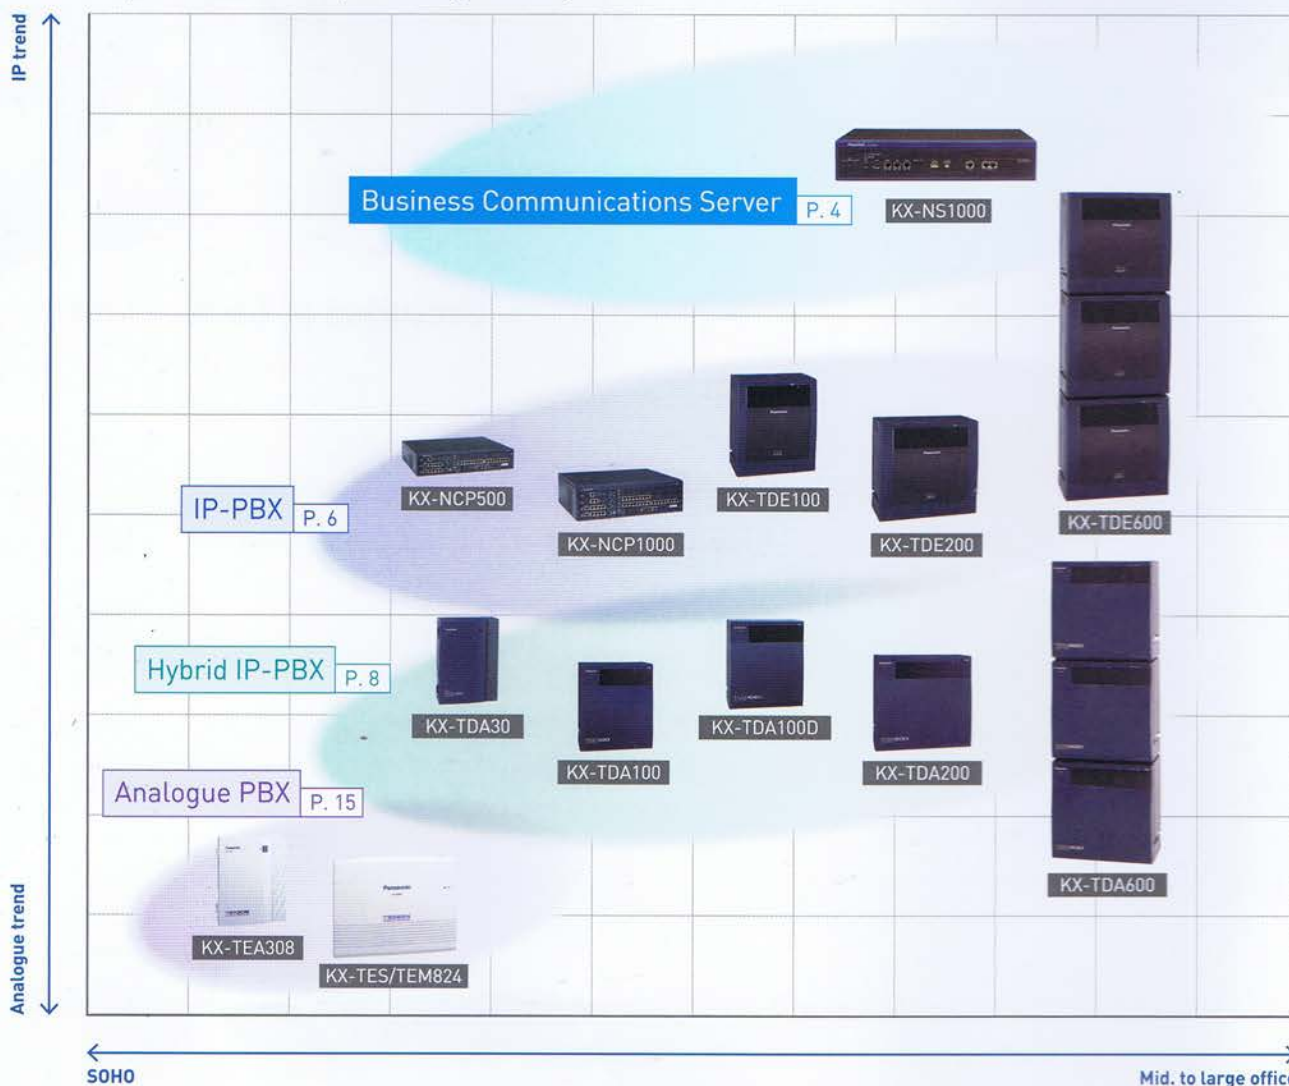 IP trend
Business Communications Server P. 4
KX-NS1000
IP-PBX P. 6
KX-NCP500
KX-NCP1000
KX-TDE100
KX-TDE200
KX-TDE600
Hybrid IP-PBX P. 8
KX-TDA30
KX-TDA100
KX-TDA100D
KX-TDA200
KX-TDA600
Analogue PBX P. 15
Panasonic
KX-TEA308
KX-TES/TEM824
Analogue trend
SOHO
Mid. to large office